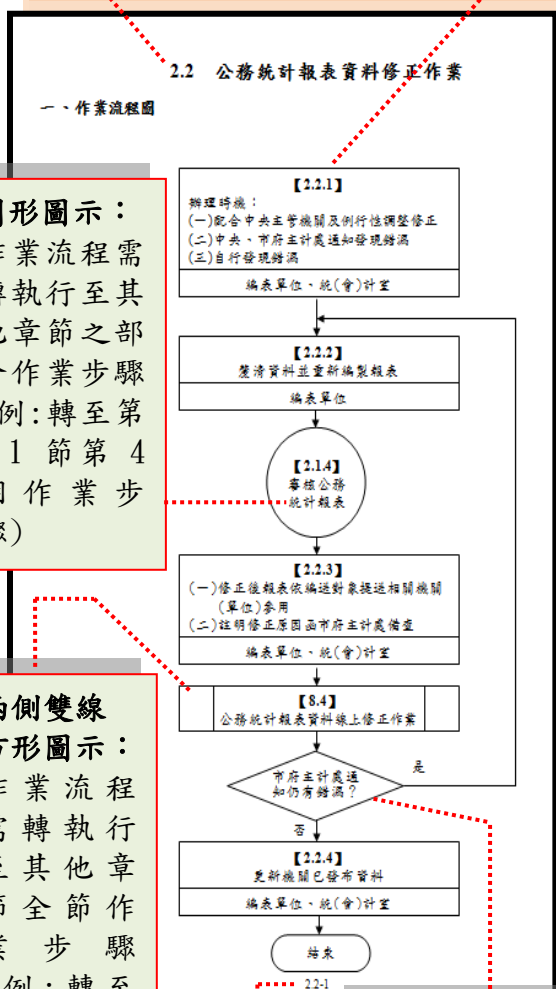 2.2 公務統計報表資料修正作業
一、作業流程圖
【2.2.1】
辦理時機：
(一)配合中央主管機關及例行性調整修正
(二)中央、市府主計處通知發現錯漏
(三)自行發現錯漏
編表單位、統(會)計室
【2.2.2】
釐清資料並重新編製報表
編表單位
【2.1.4】
審核公務
統計報表
【2.2.3】
(一)修正後報表依編送對象提送相關機關
(單位)參用
(二)註明修正原因函市府主計處備查
編表單位、統(會)計室
【8.4】
公務統計報表資料線上修正作業
市府主計處通
知仍有錯漏？
是
否
【2.2.4】
更新機關已發布資料
編表單位、統(會)計室
結束
2.2-1
形圖示：
作業流程需
轉執行至其
他章節之部
分作業步驟
例:轉至第
1 節第 4
作業步
驟)
兩側雙線
方形圖示：
作業流程
需轉執行
至其他章
節全節作
業步驟
例:轉至